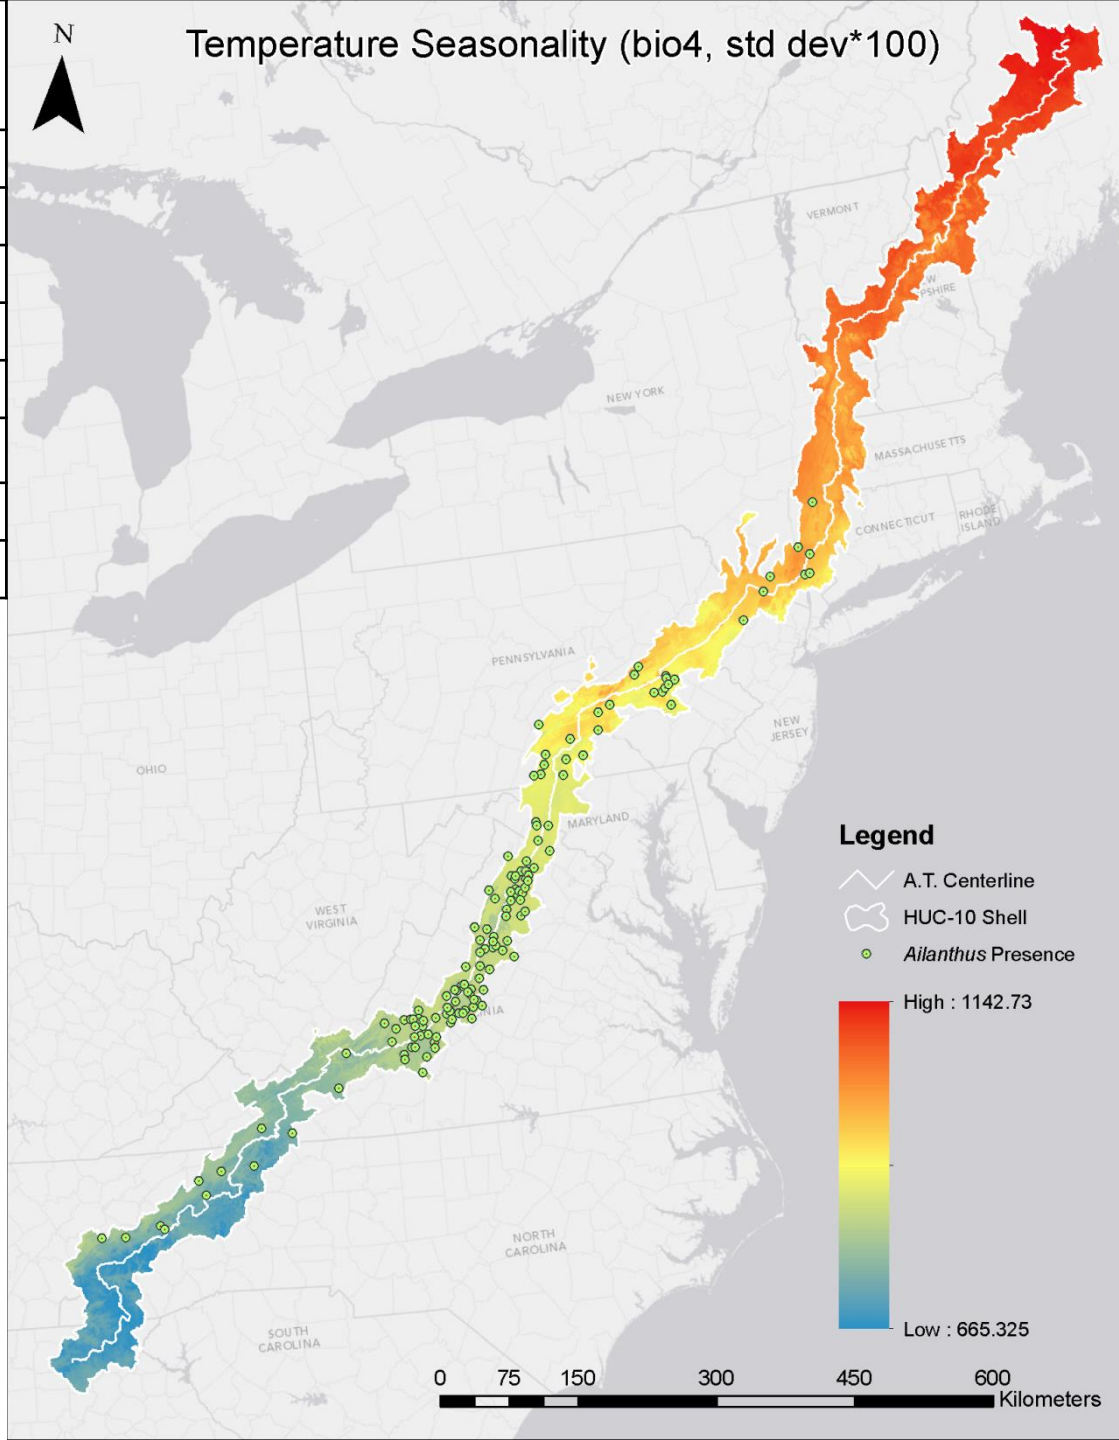 N
Temperature Seasonality (bio4, std dev*100)
VERMONT
PSHIRE
NEW YORK
MASSACHUSETTS
CONNECTICUT
RHODE
ISLAND
PENNSYLVANIA
NEW
JERSEY
OHIO
MARYLAND
WEST
VIRGINIA
NIA
NORTH
CAROLINA
SOUTH
CAROLINA
Legend
A.T. Centerline
HUC-10 Shell
Ailanthus Presence
High : 1142.73
Low : 665.325
0 75 150 300 450 600
Kilometers